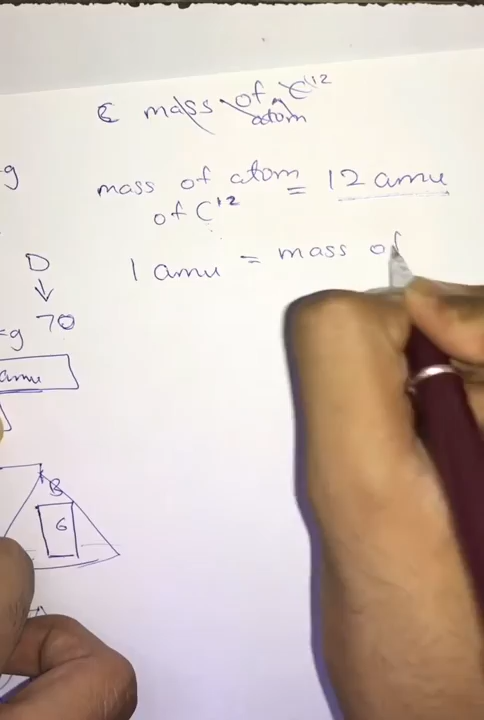 mass of C12
atom
g
mass of atom = 12 amu
of C12
D
1 amu = mass of
70
g
amu
B
6